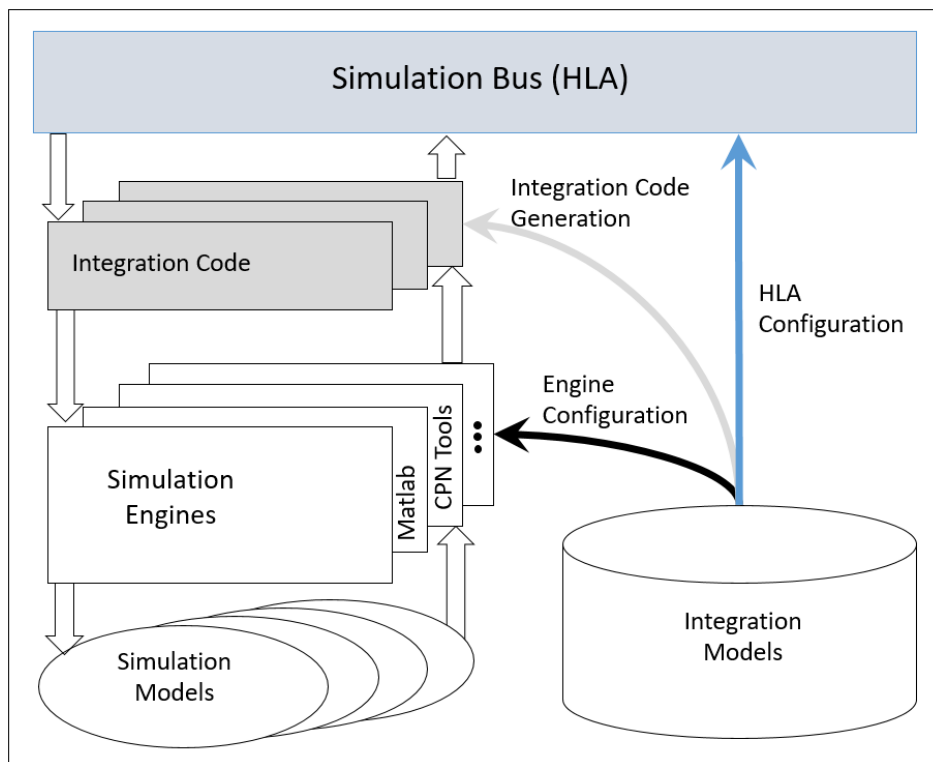 Simulation Bus (HLA)
Integration Code
Generation
Integration Code
HLA
Configuration
Engine
Configuration
Simulation
Engines
Matlab
CPN Tools
...
Integration
Models
Simulation
Models